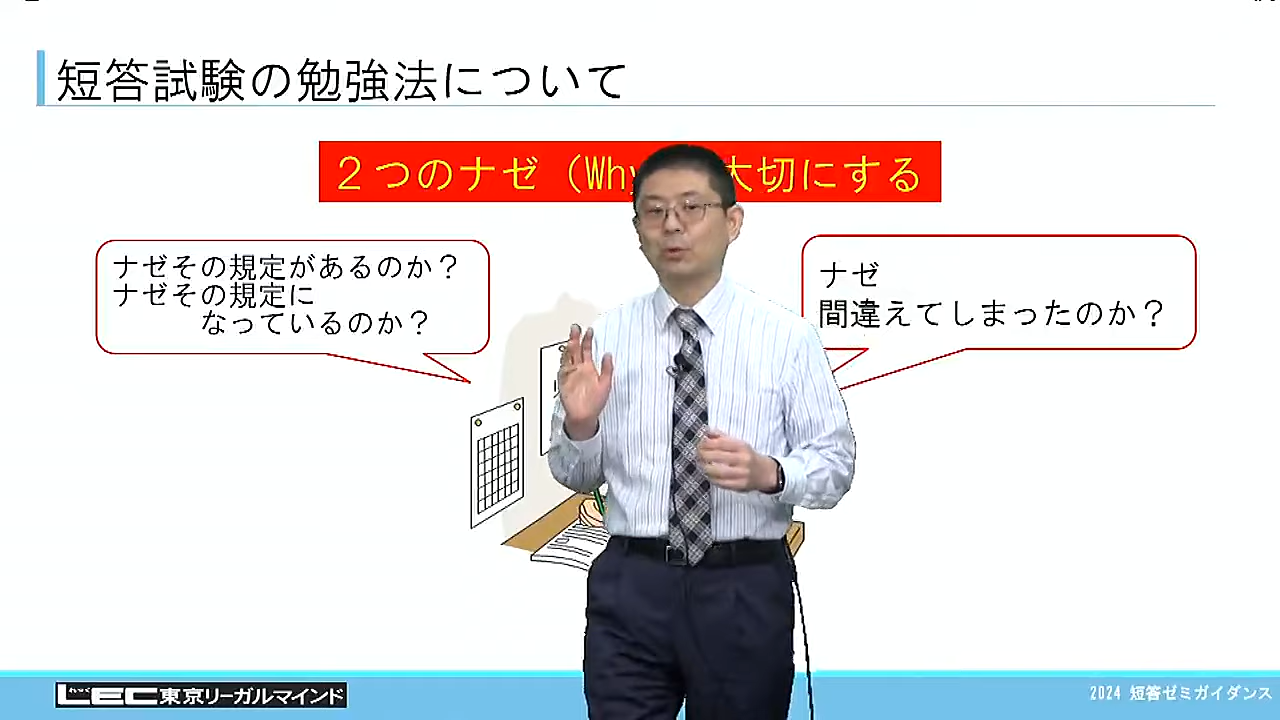 短答試験の勉強法について
２つのナゼ（Why 大切にする
ナゼその規定があるのか？
ナゼその規定に
なっているのか？
ナゼ
間違えてしまったのか？
LEC東京リーガルマインド
2024 短答ゼミガイダンス